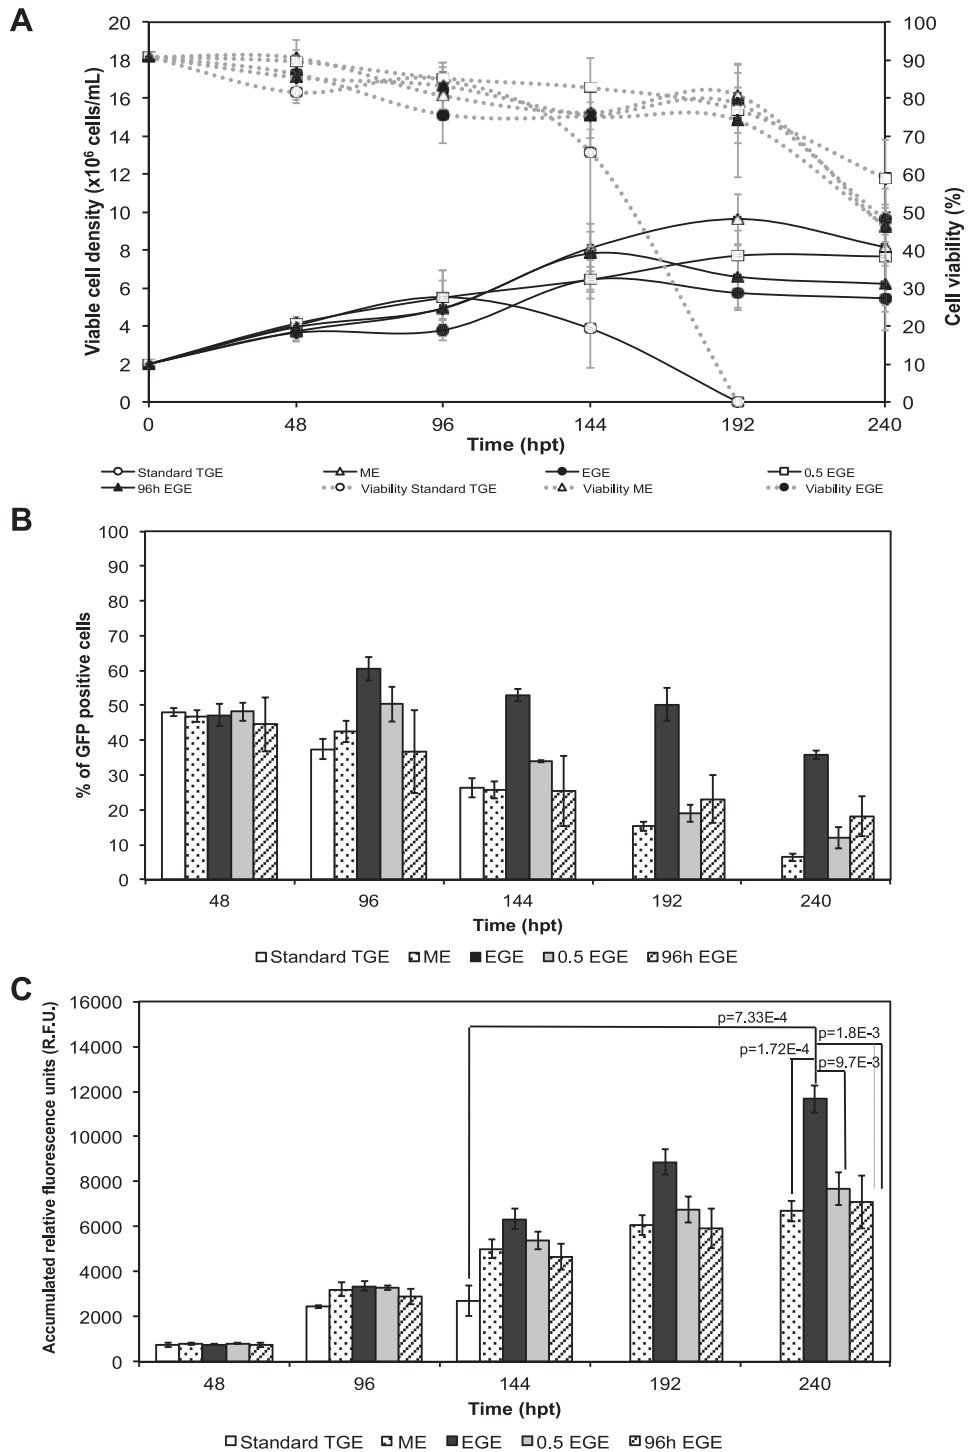 A
Viable cell density (x10⁶ cells/mL)
20
18
16
14
12
10
8
6
4
2
0
100
90
80
70
60
50
40
30
20
10
0
Cell viability (%)
0 48 96 144 192 240
Time (hpt)
Standard TGE ME EGE 0.5 EGE
96h EGE Viability Standard TGE Viability ME Viability EGE
B
% of GFP positive cells
100
90
80
70
60
50
40
30
20
10
0
48 96 144 192 240
Time (hpt)
Standard TGE ME EGE 0.5 EGE 96h EGE
C
Accumulated relative fluorescence units (R.F.U.)
16000
14000
12000
10000
8000
6000
4000
2000
0
p=7.33E-4
p=1.8E-3
p=1.72E-4
p=9.7E-3
48 96 144 192 240
Time (hpt)
Standard TGE ME EGE 0.5 EGE 96h EGE